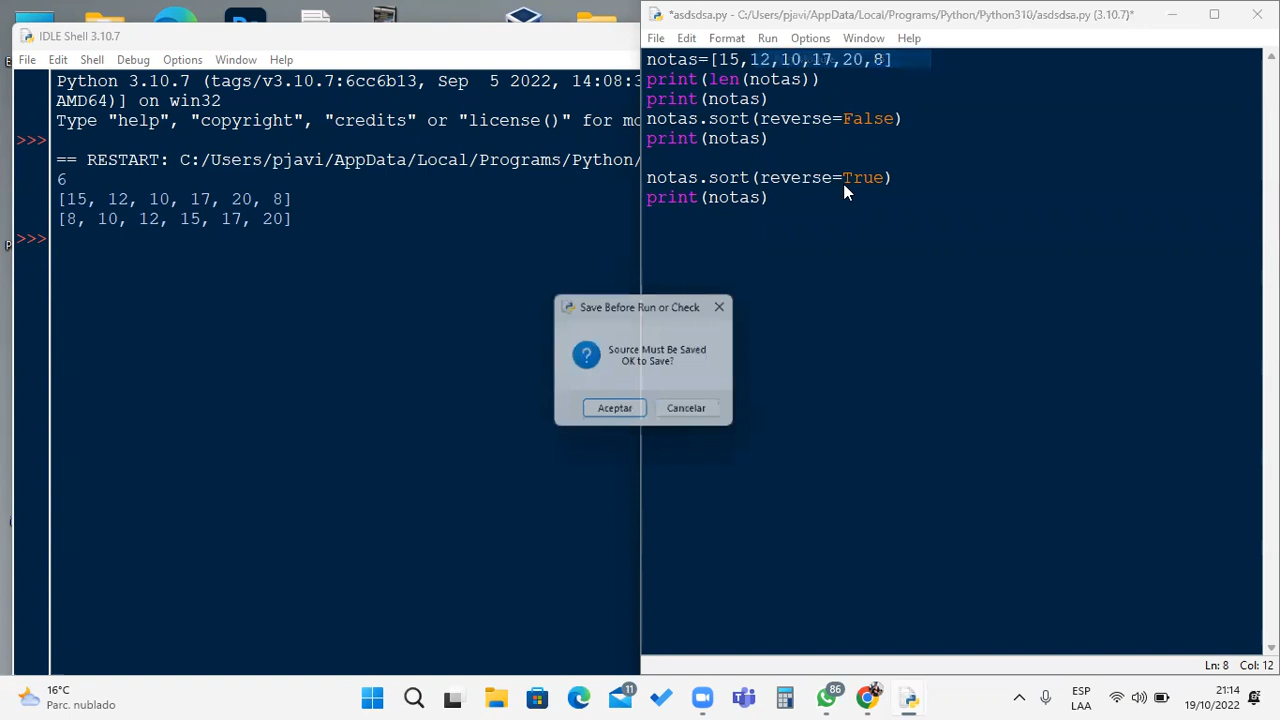 IDLE Shell 3.10.7
File Edit Shell Debug Options Window Help
Python 3.10.7 (tags/v3.10.7:6cc6b13, Sep  5 2022, 14:08:3
AMD64)] on win32
Type "help", "copyright", "credits" or "license()" for mo
>>>
== RESTART: C:/Users/pjavi/AppData/Local/Programs/Python/
6
[15, 12, 10, 17, 20, 8]
[8, 10, 12, 15, 17, 20]
>>>
*asdsdsa.py - C:/Users/pjavi/AppData/Local/Programs/Python/Python310/asdsdsa.py (3.10.7)*
File Edit Format Run Options Window Help
notas=[15,12,10,17,20,8]
print(len(notas))
print(notas)
notas.sort(reverse=False)
print(notas)
notas.sort(reverse=True)
print(notas)
Save Before Run or Check
Source Must Be Saved
OK to Save?
Aceptar Cancelar
Ln: 8 Col: 12
16°C
Parc. nublado
11
86
ESP
LAA
21:14
19/10/2022